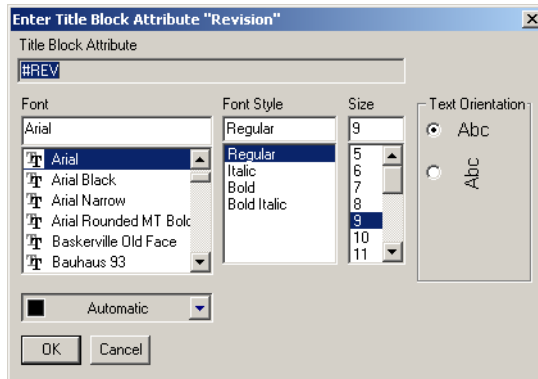 Enter Title Block Attribute "Revision"
Title Block Attribute
#REV
Font
Font Style
Size
Text Orientation
Arial
Regular
9
Abc
Arial
Arial Black
Arial Narrow
Arial Rounded MT Bold
Baskerville Old Face
Bauhaus 93
Regular
Italic
Bold
Bold Italic
5
6
7
8
9
10
11
Abc
Automatic
OK
Cancel